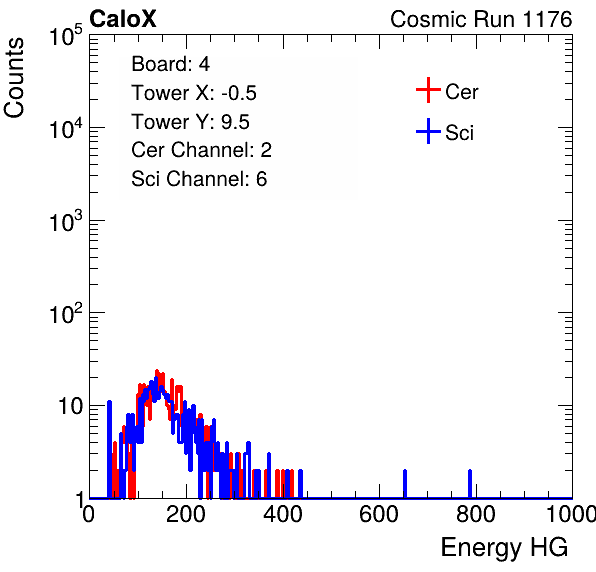 CaloX Cosmic Run 1176
Counts
Board: 4
Tower X: -0.5
Tower Y: 9.5
Cer Channel: 2
Sci Channel: 6
Cer
Sci
10^5
10^4
10^3
10^2
10
1
0 200 400 600 800 1000
Energy HG